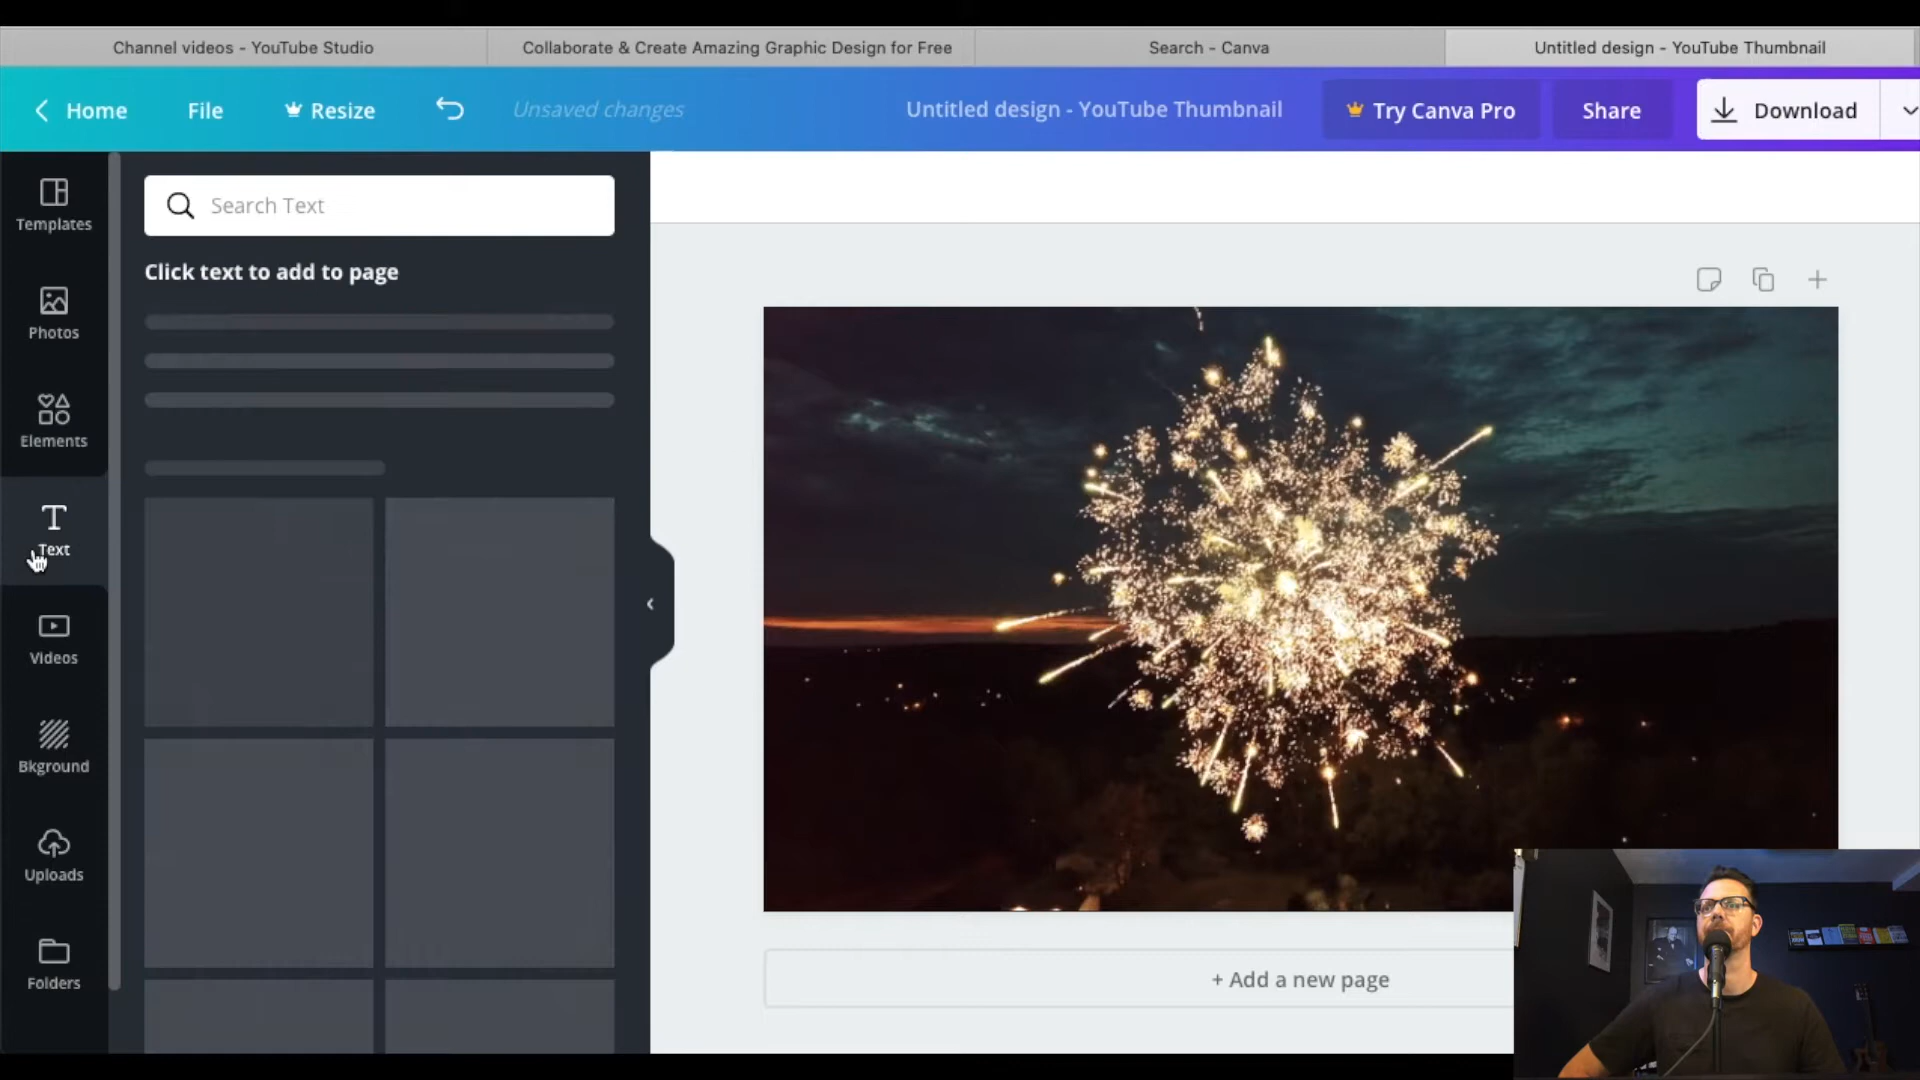 Channel videos - YouTube Studio
Collaborate & Create Amazing Graphic Design for Free
Search - Canva
Untitled design - YouTube Thumbnail
Home
File
Resize
Unsaved changes
Untitled design - YouTube Thumbnail
Try Canva Pro
Share
Download
Templates
Photos
Elements
Text
Videos
Bkground
Uploads
Folders
Search Text
Click text to add to page
+ Add a new page